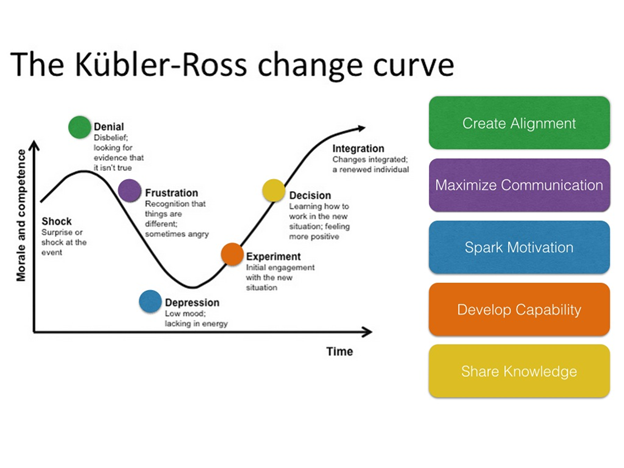 The Kübler-Ross change curve
Morale and competence
Shock
Surprise or
shock at the
event
Denial
Disbelief;
looking for
evidence that
it isn't true
Frustration
Recognition that
things are
different;
sometimes angry
Depression
Low mood;
lacking in energy
Experiment
Initial engagement
with the new
situation
Decision
Learning how to
work in the new
situation; feeling
more positive
Integration
Changes integrated;
a renewed individual
Time
Create Alignment
Maximize Communication
Spark Motivation
Develop Capability
Share Knowledge